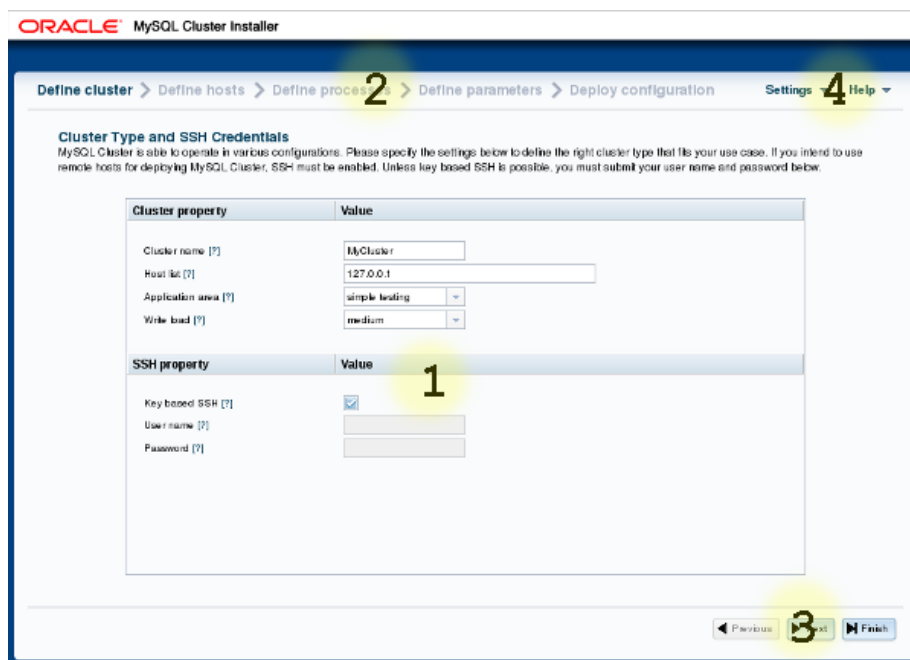 ORACLE MySQL Cluster Installer
Define cluster Define hosts Define processes Define parameters Deploy configuration Settings Help
2
4
Cluster Type and SSH Credentials
MySQL Cluster is able to operate in various configurations. Please specify the settings below to define the right cluster type that fits your use case. If you intend to use
remote hosts for deploying MySQL Cluster, SSH must be enabled. Unless key based SSH is possible, you must submit your user name and password below.
Cluster property Value
Cluster name [?] MyCluster
Host list [?] 127.0.0.1
Application area [?] simple testing
Write load [?] medium
SSH property Value
1
Key based SSH [?]
User name [?]
Password [?]
Previous Next Finish
3